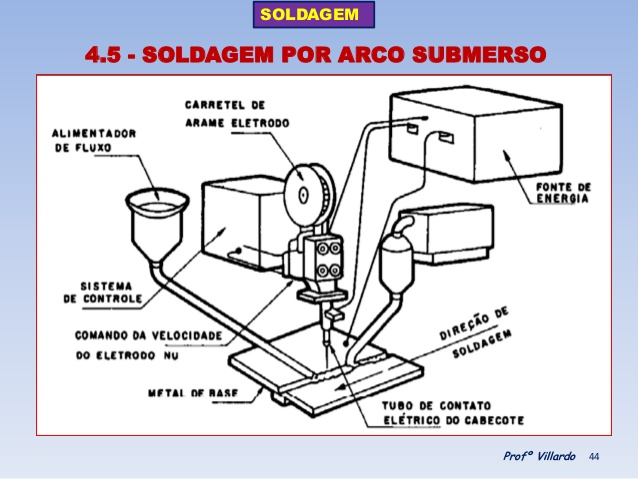 SOLDAGEM
4.5 - SOLDAGEM POR ARCO SUBMERSO
CARRETEL DE
ARAME ELETRODO
ALIMENTADOR
DE FLUXO
FONTE DE
ENERGIA
SISTEMA
DE CONTROLE
COMANDO DA VELOCIDADE
DO ELETRODO NU
DIREÇÃO DE
SOLDAGEM
METAL DE BASE
TUBO DE CONTATO
ELÉTRICO DO CABEÇOTE
Profº Villardo 44